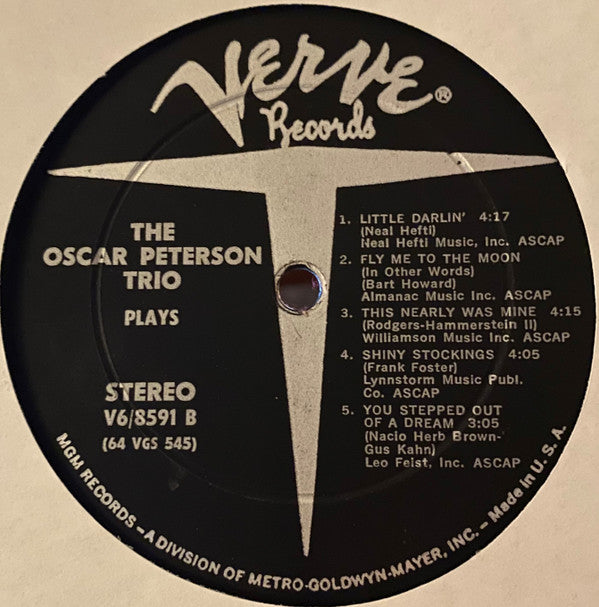 VERVE®
Records
THE
OSCAR PETERSON
TRIO
PLAYS
STEREO
V6/8591 B
(64 VGS 545)
1. LITTLE DARLIN' 4:17
(Neal Hefti)
Neal Hefti Music, Inc. ASCAP
2. FLY ME TO THE MOON
(In Other Words)
(Bart Howard)
Almanac Music Inc. ASCAP
3. THIS NEARLY WAS MINE 4:15
(Rodgers-Hammerstein II)
Williamson Music Inc. ASCAP
4. SHINY STOCKINGS 4:05
(Frank Foster)
Lynnstorm Music Publ.
Co. ASCAP
5. YOU STEPPED OUT
OF A DREAM 3:05
(Nacio Herb Brown-
Gus Kahn)
Leo Feist, Inc. ASCAP
MGM RECORDS – A DIVISION OF METRO-GOLDWYN-MAYER, INC. – Made in U. S. A.